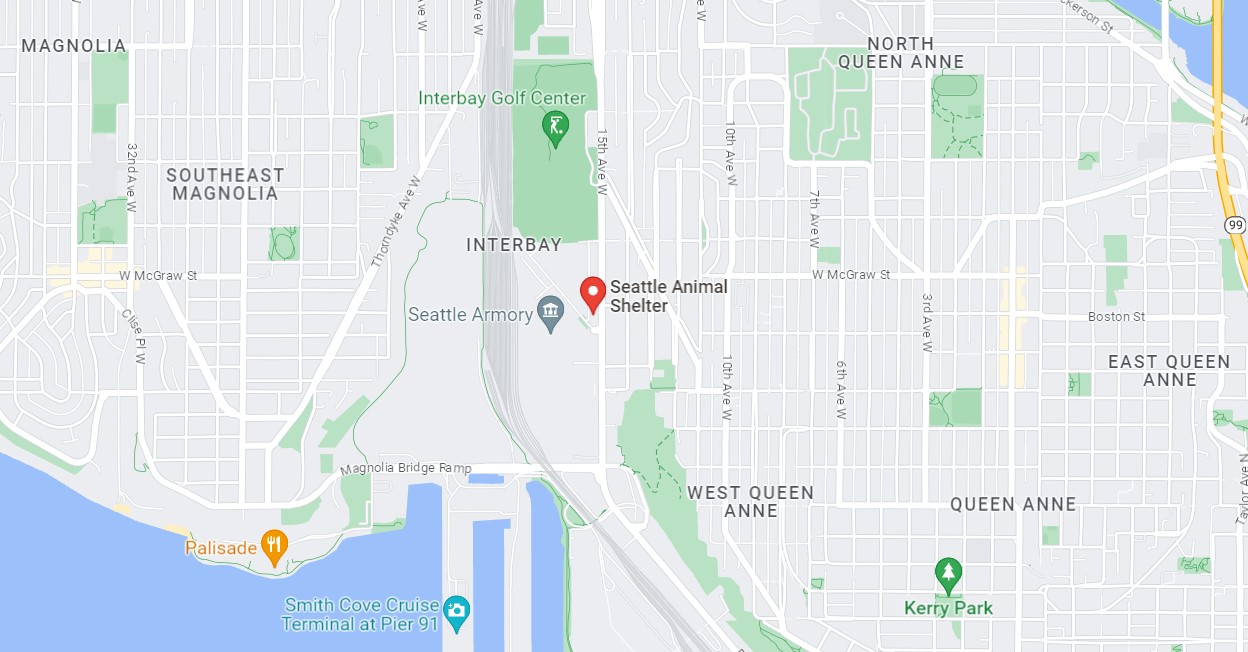 MAGNOLIA
NORTH
QUEEN ANNE
Interbay Golf Center
15th Ave W
10th Ave W
32nd Ave W
SOUTHEAST
MAGNOLIA
Thorndyke Ave W
7th Ave W
99
INTERBAY
W McGraw St
W McGraw St
Seattle Animal
Shelter
Seattle Armory
Clise Pl W
3rd Ave W
Boston St
10th Ave W
6th Ave W
EAST QUEEN
ANNE
Magnolia Bridge Ramp
WEST QUEEN
ANNE
QUEEN ANNE
Taylor Ave N
Palisade
Kerry Park
Smith Cove Cruise
Terminal at Pier 91